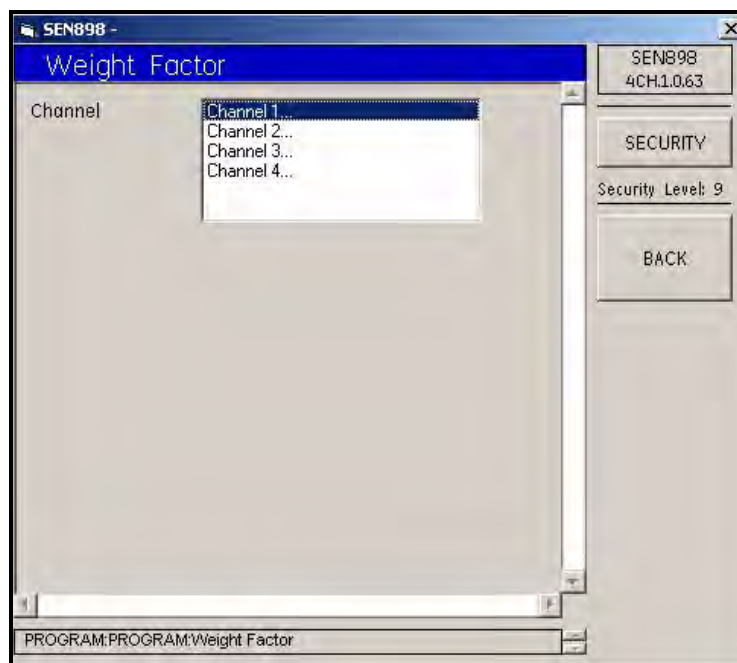 SEN898 -
Weight Factor
SEN898
4CH.1.0.63
Channel
Channel 1...
Channel 2...
Channel 3...
Channel 4...
SECURITY
Security Level: 9
BACK
PROGRAM:PROGRAM:Weight Factor